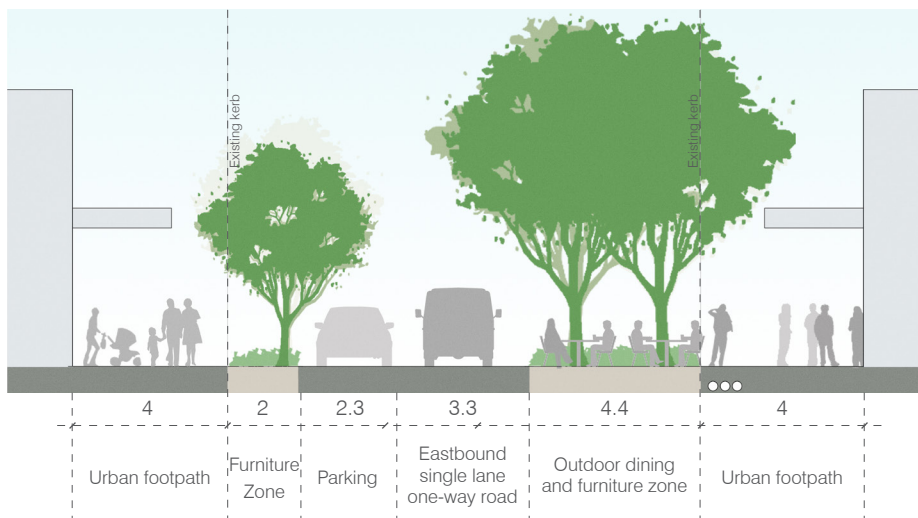 Existing kerb
Existing kerb
4
2
2.3
3.3
4.4
4
Urban footpath
Furniture
Zone
Parking
Eastbound
single lane
one-way road
Outdoor dining
and furniture zone
Urban footpath